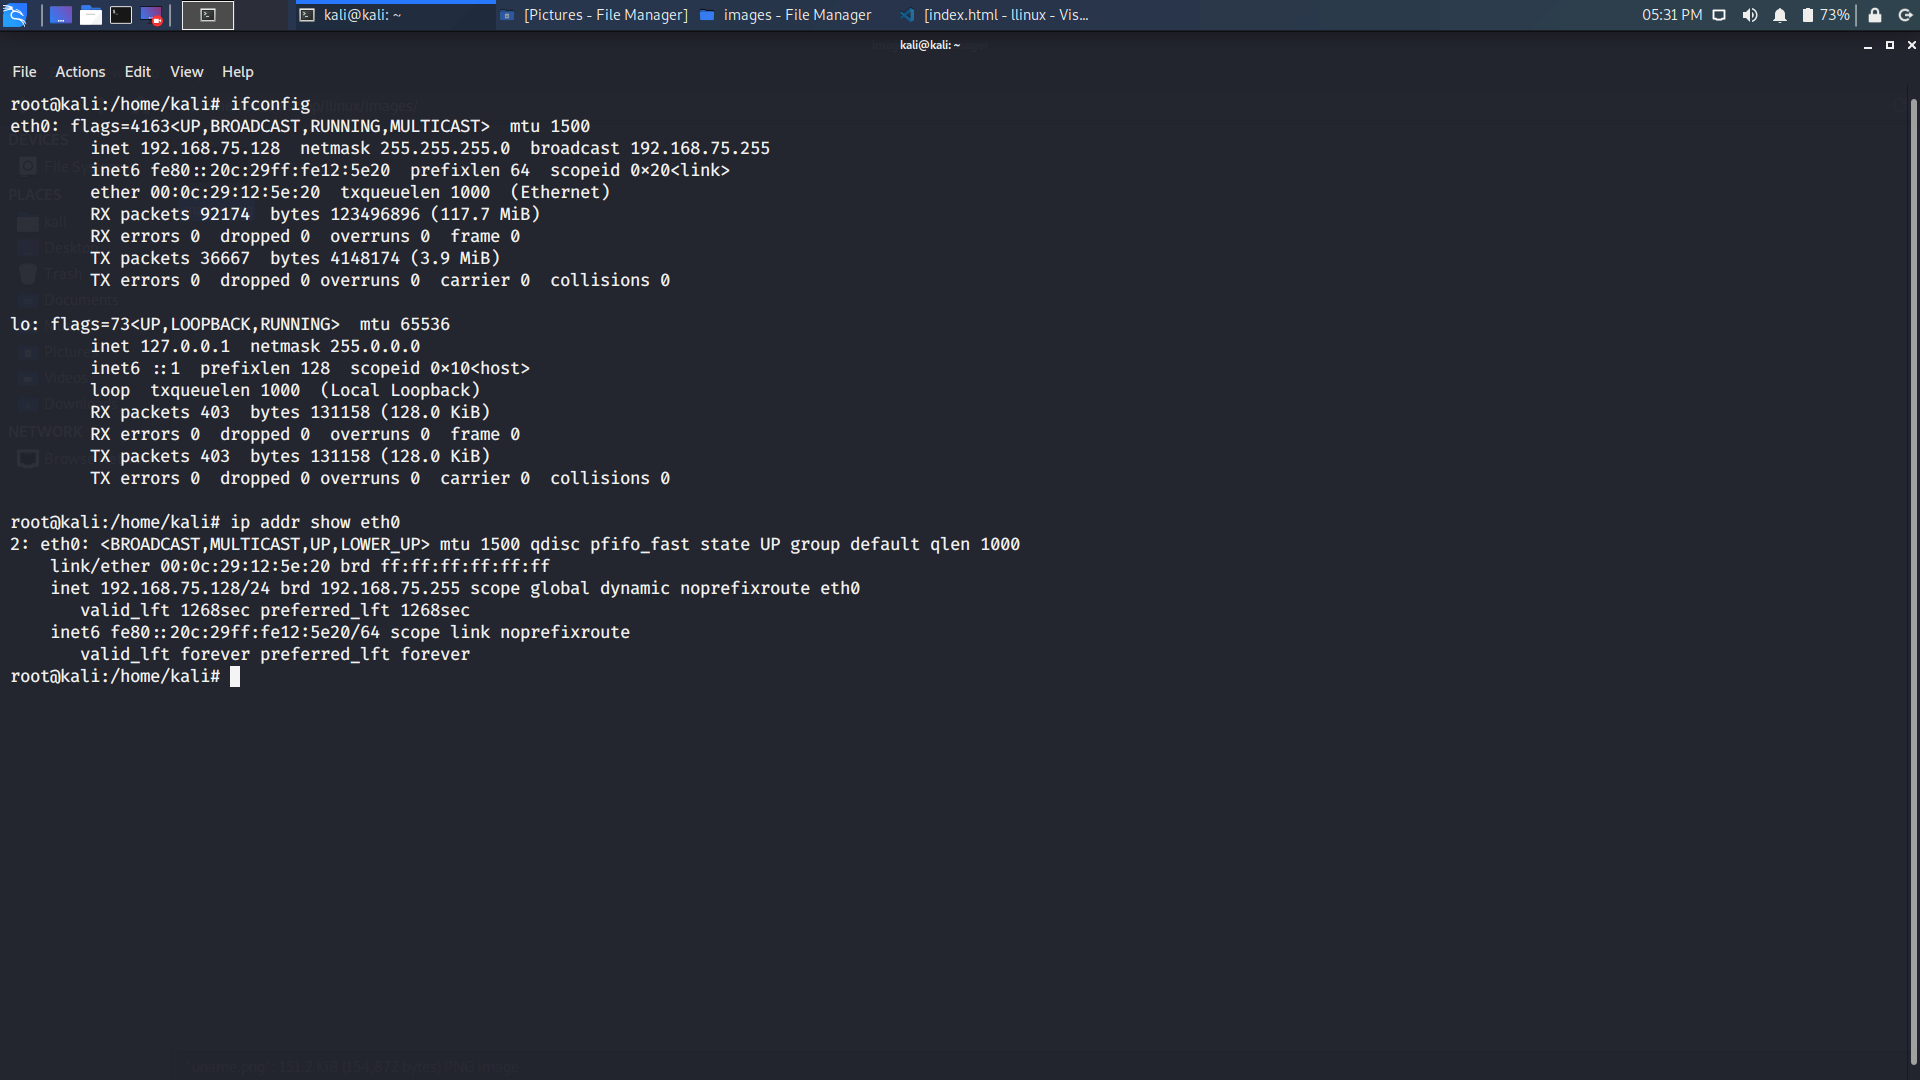 kali@kali: ~
[Pictures - File Manager]
images - File Manager
[index.html - llinux - Vis...
05:31 PM
73%
kali@kali: ~
File Actions Edit View Help
root@kali:/home/kali# ifconfig
eth0: flags=4163<UP,BROADCAST,RUNNING,MULTICAST>  mtu 1500
        inet 192.168.75.128  netmask 255.255.255.0  broadcast 192.168.75.255
        inet6 fe80::20c:29ff:fe12:5e20  prefixlen 64  scopeid 0×20<link>
        ether 00:0c:29:12:5e:20  txqueuelen 1000  (Ethernet)
        RX packets 92174  bytes 123496896 (117.7 MiB)
        RX errors 0  dropped 0  overruns 0  frame 0
        TX packets 36667  bytes 4148174 (3.9 MiB)
        TX errors 0  dropped 0 overruns 0  carrier 0  collisions 0
lo: flags=73<UP,LOOPBACK,RUNNING>  mtu 65536
        inet 127.0.0.1  netmask 255.0.0.0
        inet6 ::1  prefixlen 128  scopeid 0×10<host>
        loop  txqueuelen 1000  (Local Loopback)
        RX packets 403  bytes 131158 (128.0 KiB)
        RX errors 0  dropped 0  overruns 0  frame 0
        TX packets 403  bytes 131158 (128.0 KiB)
        TX errors 0  dropped 0 overruns 0  carrier 0  collisions 0
root@kali:/home/kali# ip addr show eth0
2: eth0: <BROADCAST,MULTICAST,UP,LOWER_UP> mtu 1500 qdisc pfifo_fast state UP group default qlen 1000
    link/ether 00:0c:29:12:5e:20 brd ff:ff:ff:ff:ff:ff
    inet 192.168.75.128/24 brd 192.168.75.255 scope global dynamic noprefixroute eth0
       valid_lft 1268sec preferred_lft 1268sec
    inet6 fe80::20c:29ff:fe12:5e20/64 scope link noprefixroute
       valid_lft forever preferred_lft forever
root@kali:/home/kali#
DEVICES
PLACES
kali
Trash
Documents
NETWORK